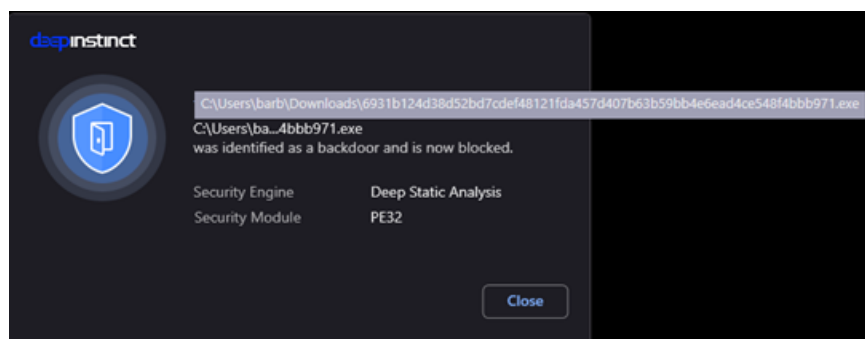 deepinstinct
C:\Users\barb\Downloads\6931b124d38d52bd7cdef48121fda457d407b63b59bb4e6ead4ce548f4bbb971.exe
C:\Users\ba...4bbb971.exe
was identified as a backdoor and is now blocked.
Security Engine Deep Static Analysis
Security Module PE32
Close